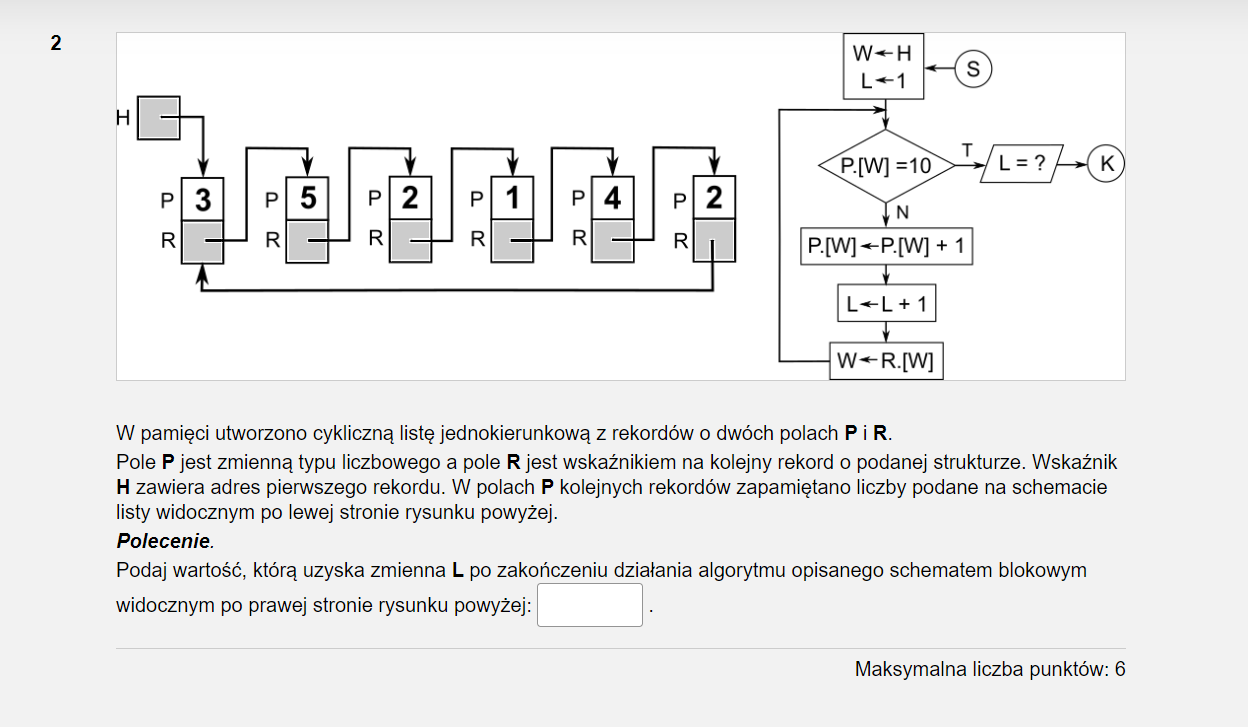 2
H
P 3 P 5 P 2 P 1 P 4 P 2
R R R R R R
W←H
L←1
S
P.[W] =10
T
L = ?
K
N
P.[W]←P.[W] + 1
L←L + 1
W←R.[W]
W pamięci utworzono cykliczną listę jednokierunkową z rekordów o dwóch polach P i R.
Pole P jest zmienną typu liczbowego a pole R jest wskaźnikiem na kolejny rekord o podanej strukturze. Wskaźnik
H zawiera adres pierwszego rekordu. W polach P kolejnych rekordów zapamiętano liczby podane na schemacie
listy widocznym po lewej stronie rysunku powyżej.
Polecenie.
Podaj wartość, którą uzyska zmienna L po zakończeniu działania algorytmu opisanego schematem blokowym
widocznym po prawej stronie rysunku powyżej: .
Maksymalna liczba punktów: 6